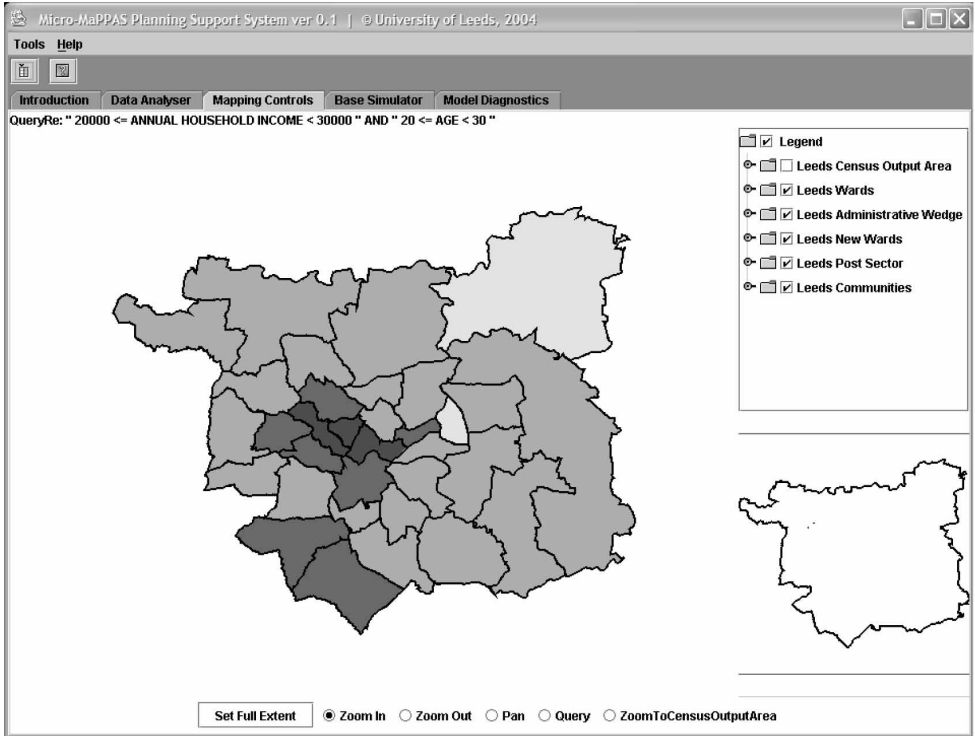 Micro-MaPPAS Planning Support System ver 0.1 | © University of Leeds, 2004
Tools Help
Introduction Data Analyser Mapping Controls Base Simulator Model Diagnostics
QueryRe: " 20000 <= ANNUAL HOUSEHOLD INCOME < 30000 " AND " 20 <= AGE < 30 "
Legend
Leeds Census Output Area
Leeds Wards
Leeds Administrative Wedge
Leeds New Wards
Leeds Post Sector
Leeds Communities
Set Full Extent Zoom In Zoom Out Pan Query ZoomToCensusOutputArea